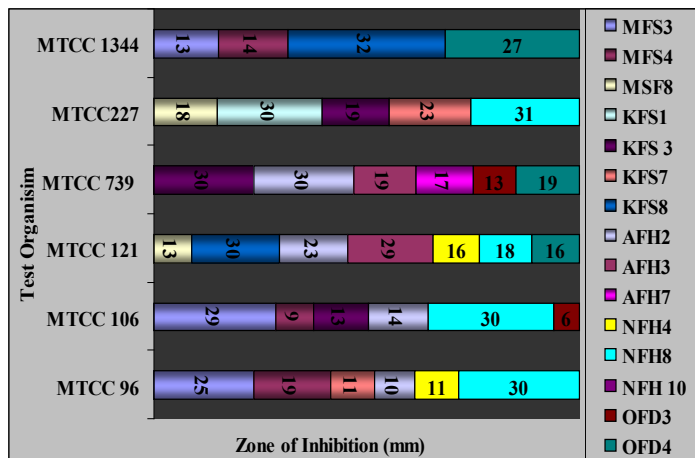 MTCC 1344
13 14 32 27
MTCC227
18 30 19 23 31
MTCC 739
30 30 19 17 13 19
MTCC 121
13 30 23 29 16 18 16
MTCC 106
29 9 13 14 30 6
MTCC 96
25 19 11 10 11 30
Test Organisim
Zone of Inhibition (mm)
MFS3
MFS4
MSF8
KFS1
KFS 3
KFS7
KFS8
AFH2
AFH3
AFH7
NFH4
NFH8
NFH 10
OFD3
OFD4